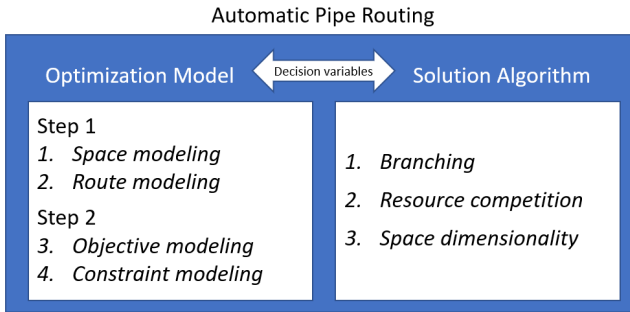 Automatic Pipe Routing
Optimization Model
Decision variables
Solution Algorithm
Step 1
1. Space modeling
2. Route modeling
Step 2
3. Objective modeling
4. Constraint modeling
1. Branching
2. Resource competition
3. Space dimensionality